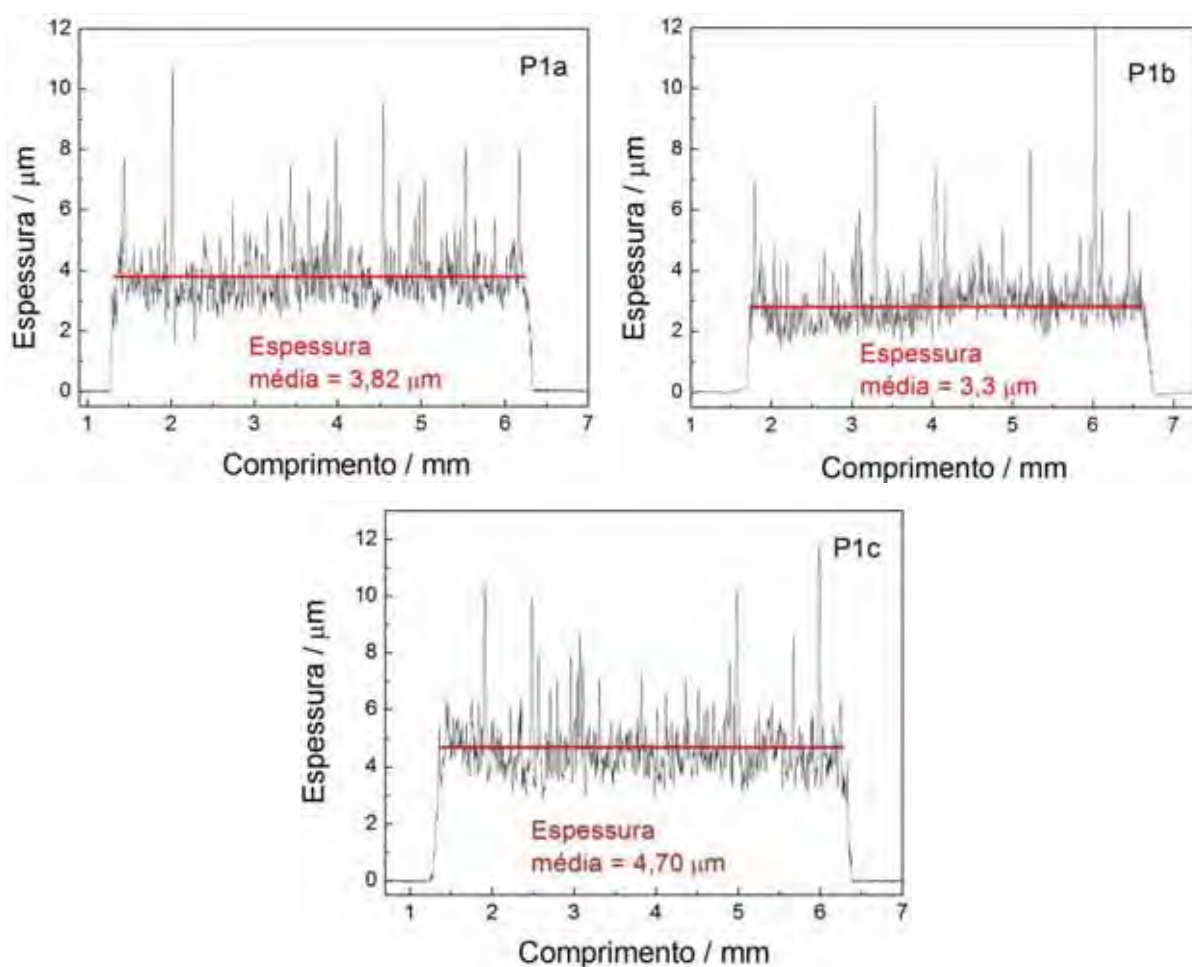 P1a
12
10
8
6
4
2
0
Espessura / μm
Espessura
média = 3,82 μm
1 2 3 4 5 6 7
Comprimento / mm
P1b
12
10
8
6
4
2
0
Espessura / μm
Espessura
média = 3,3 μm
1 2 3 4 5 6 7
Comprimento / mm
P1c
12
10
8
6
4
2
0
Espessura / μm
Espessura
média = 4,70 μm
1 2 3 4 5 6 7
Comprimento / mm